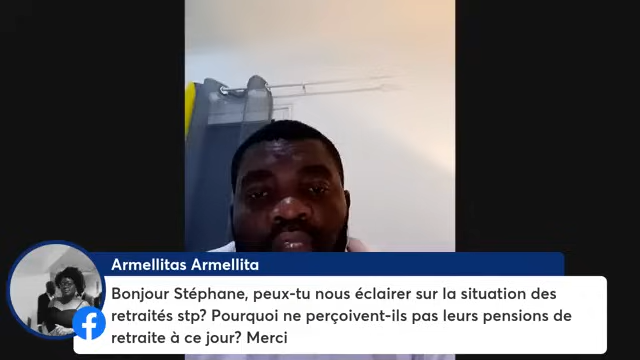 Armellitas Armellita
Bonjour Stéphane, peux-tu nous éclairer sur la situation des
retraités stp? Pourquoi ne perçoivent-ils pas leurs pensions de
retraite à ce jour? Merci